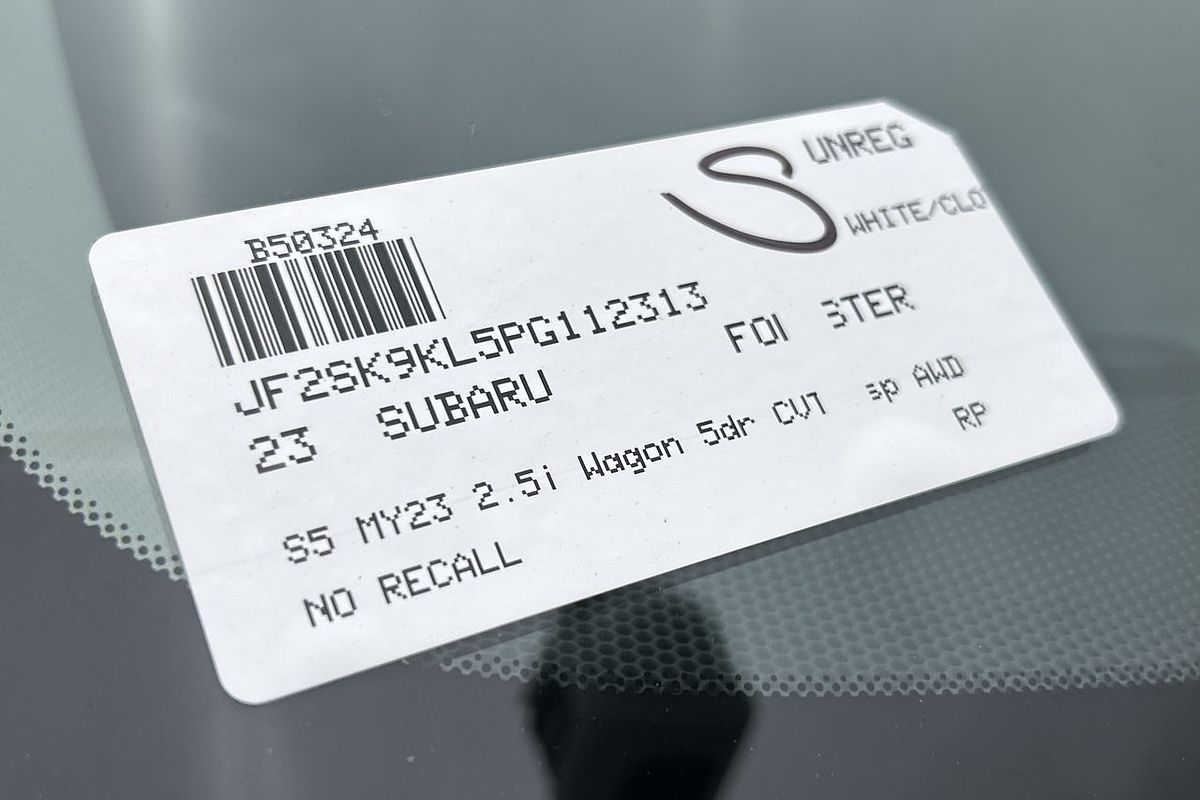 B50324
S UNREG
WHITE/CLO
JF2SK9KL5PG112313
23 SUBARU FO STER
S5 MY23 2.5i Wagon 5dr CVT sp AWD
NO RECALL RP